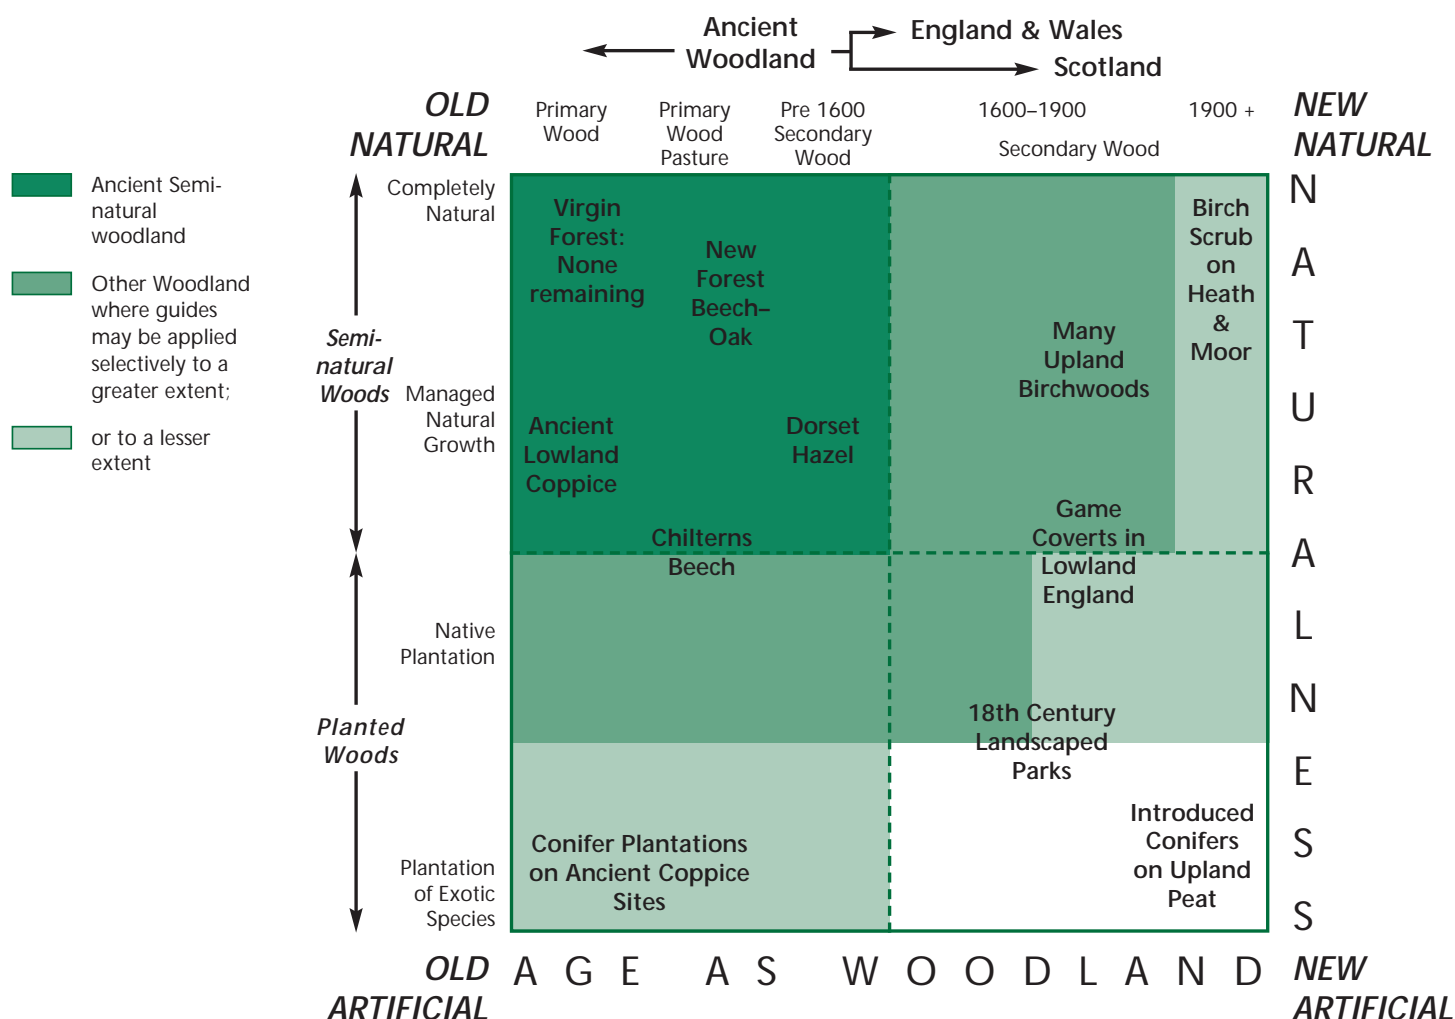 Ancient
Woodland
England & Wales
Scotland
OLD
NATURAL
Primary
Wood
Primary
Wood
Pasture
Pre 1600
Secondary
Wood
1600–1900
Secondary Wood
1900 +
NEW
NATURAL
Ancient Semi-
natural
woodland
Other Woodland
where guides
may be applied
selectively to a
greater extent;
or to a lesser
extent
Semi-
natural
Woods
Planted
Woods
Completely
Natural
Managed
Natural
Growth
Native
Plantation
Plantation
of Exotic
Species
Virgin
Forest:
None
remaining
New
Forest
Beech–
Oak
Birch
Scrub
on
Heath
&
Moor
Many
Upland
Birchwoods
Ancient
Lowland
Coppice
Dorset
Hazel
Game
Coverts in
Lowland
England
Chilterns
Beech
18th Century
Landscaped
Parks
Introduced
Conifers
on Upland
Peat
Conifer Plantations
on Ancient Coppice
Sites
NATURALNESS
OLD
ARTIFICIAL
AGE AS WOODLAND
NEW
ARTIFICIAL